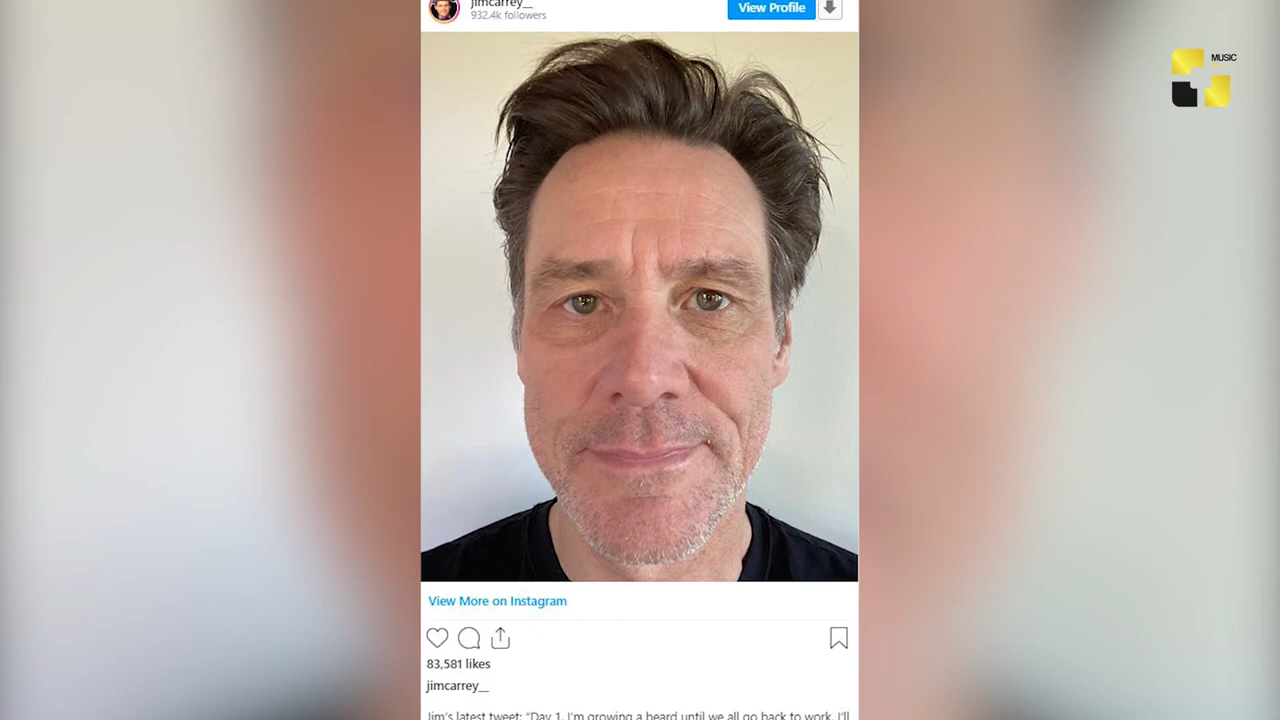 jimcarrey__
932.4k followers
View Profile
MUSIC
View More on Instagram
83,581 likes
jimcarrey__
Jim's latest tweet: “Day 1. I'm growing a beard until we all go back to work. I'll